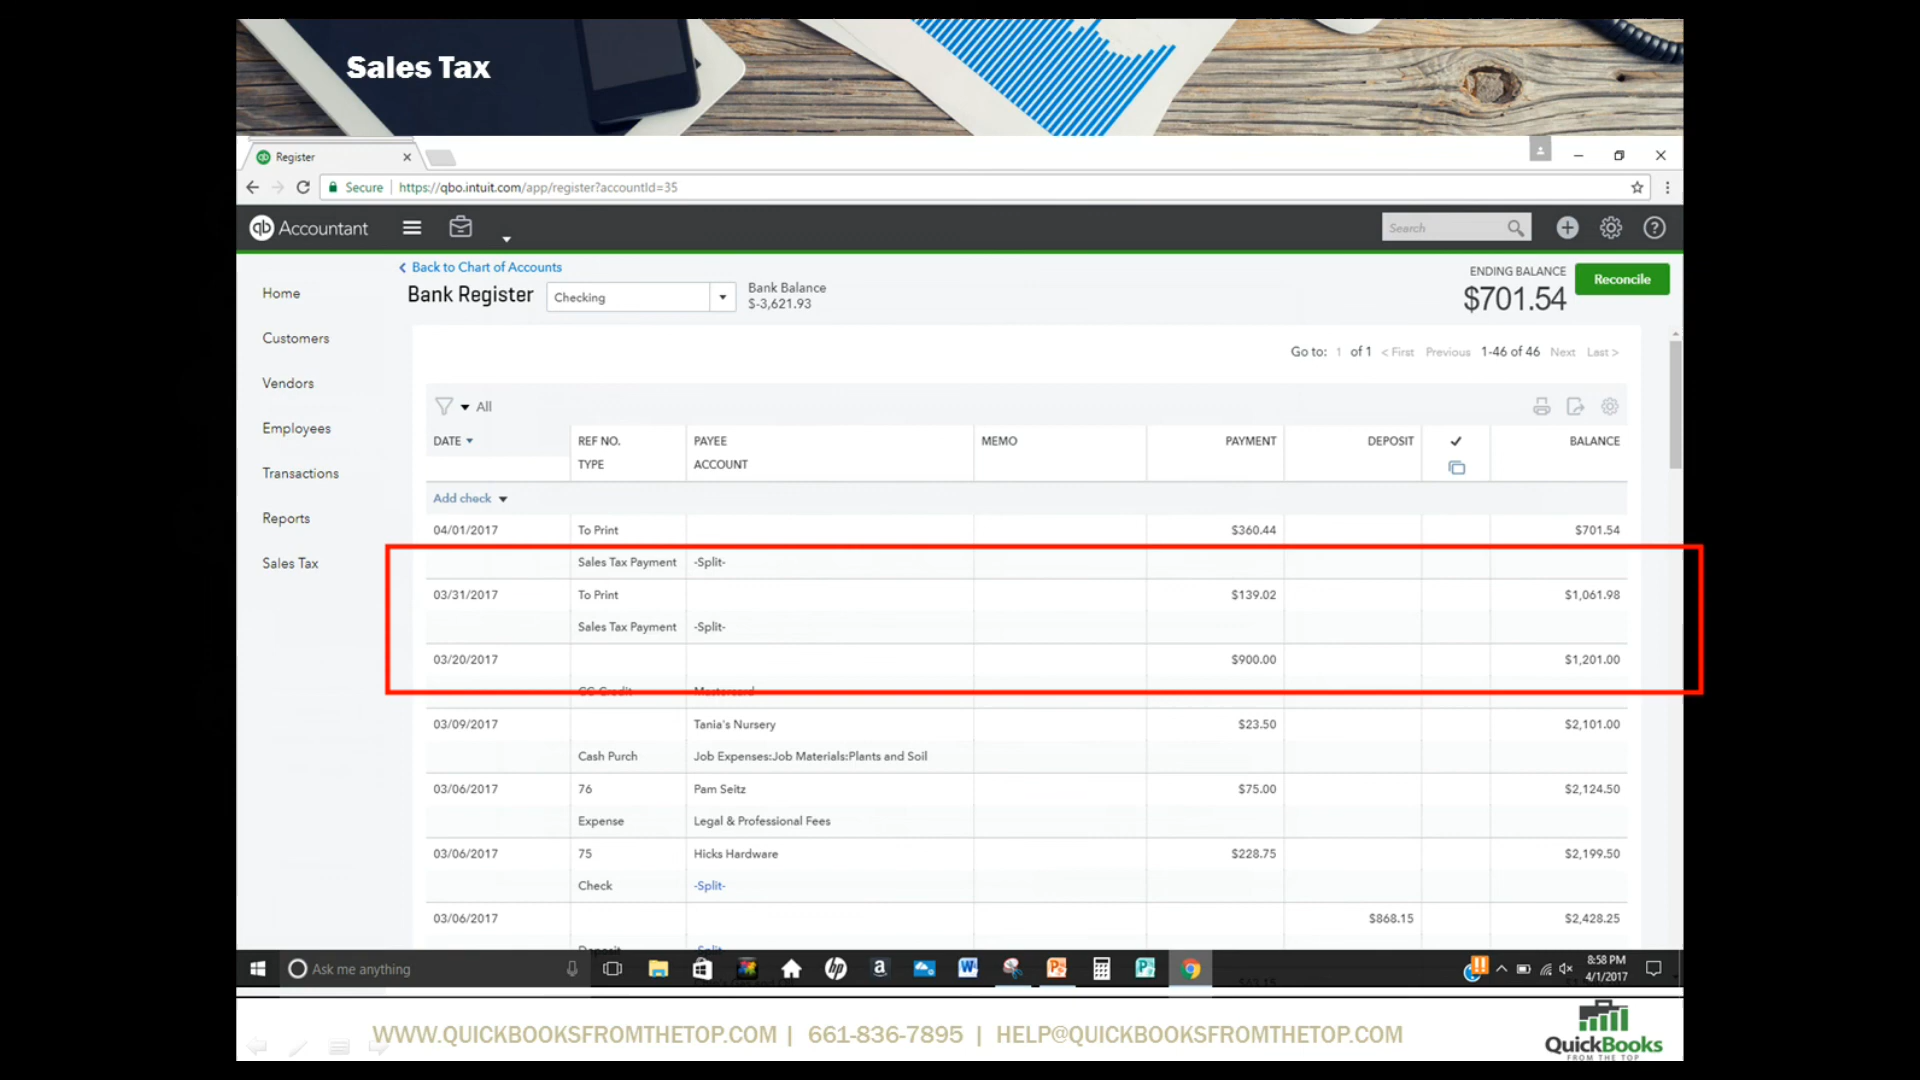 Sales Tax
Register
Secure https://qbo.intuit.com/app/register?accountId=35
qb Accountant Search
Back to Chart of Accounts
Bank Register Checking Bank Balance
$-3,621.93
ENDING BALANCE
$701.54
Reconcile
Home
Customers
Vendors
Employees
Transactions
Reports
Sales Tax
Go to: 1 of 1 < First Previous 1-46 of 46 Next Last >
All
DATE REF NO. PAYEE MEMO PAYMENT DEPOSIT ✓ BALANCE
TYPE ACCOUNT
Add check
04/01/2017 To Print $360.44 $701.54
Sales Tax Payment -Split-
03/31/2017 To Print $139.02 $1,061.98
Sales Tax Payment -Split-
03/20/2017 $900.00 $1,201.00
CC-Credit Mastercard
03/09/2017 Tania's Nursery $23.50 $2,101.00
Cash Purch Job Expenses:Job Materials:Plants and Soil
03/06/2017 76 Pam Seitz $75.00 $2,124.50
Expense Legal & Professional Fees
03/06/2017 75 Hicks Hardware $228.75 $2,199.50
Check -Split-
03/06/2017 $868.15 $2,428.25
Deposit -Split-
Ask me anything
8:58 PM
4/1/2017
WWW.QUICKBOOKSFROMTHETOP.COM | 661-836-7895 | HELP@QUICKBOOKSFROMTHETOP.COM
QuickBooks
FROM THE TOP